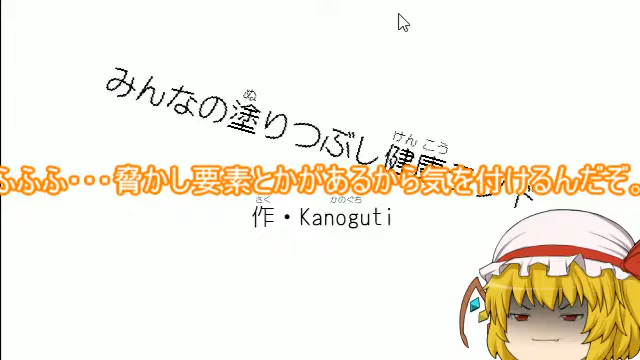 みんなの塗りつぶし健康
ふふふ・・・脅かし要素とかがあるから気を付けるんだぞ。
作・Kanoguti